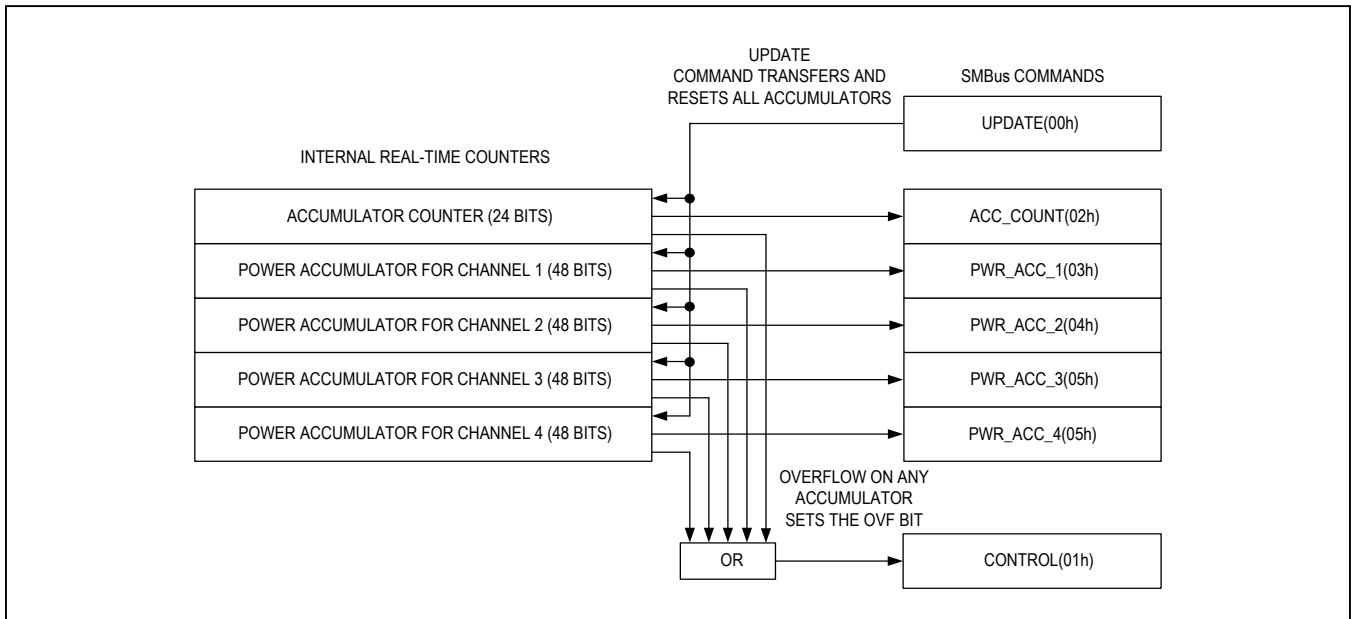 UPDATE
COMMAND TRANSFERS AND
RESETS ALL ACCUMULATORS
SMBus COMMANDS
UPDATE(00h)
INTERNAL REAL-TIME COUNTERS
ACCUMULATOR COUNTER (24 BITS)
ACC_COUNT(02h)
POWER ACCUMULATOR FOR CHANNEL 1 (48 BITS)
PWR_ACC_1(03h)
POWER ACCUMULATOR FOR CHANNEL 2 (48 BITS)
PWR_ACC_2(04h)
POWER ACCUMULATOR FOR CHANNEL 3 (48 BITS)
PWR_ACC_3(05h)
POWER ACCUMULATOR FOR CHANNEL 4 (48 BITS)
PWR_ACC_4(05h)
OVERFLOW ON ANY
ACCUMULATOR
SETS THE OVF BIT
OR
CONTROL(01h)